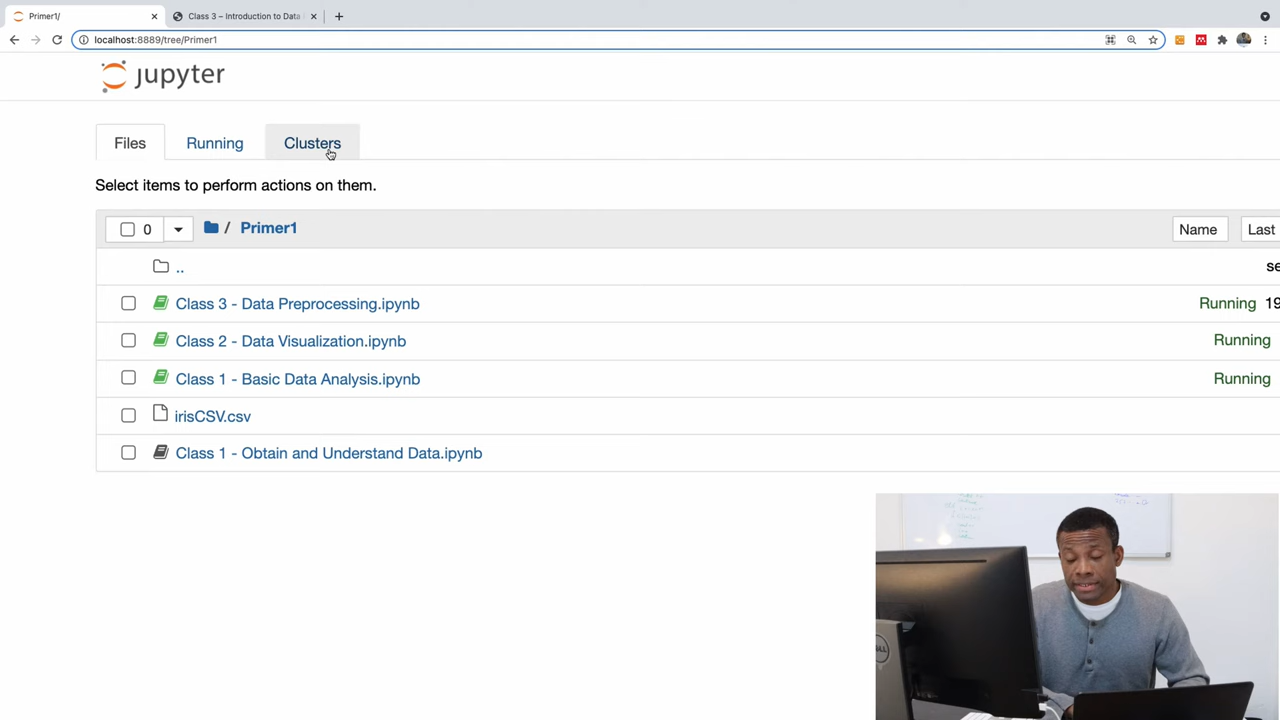 Primer1/
Class 3 – Introduction to Data
localhost:8889/tree/Primer1
jupyter
Files Running Clusters
Select items to perform actions on them.
0 / Primer1 Name Last
..
Class 3 - Data Preprocessing.ipynb Running 19
Class 2 - Data Visualization.ipynb Running
Class 1 - Basic Data Analysis.ipynb Running
irisCSV.csv
Class 1 - Obtain and Understand Data.ipynb
DELL